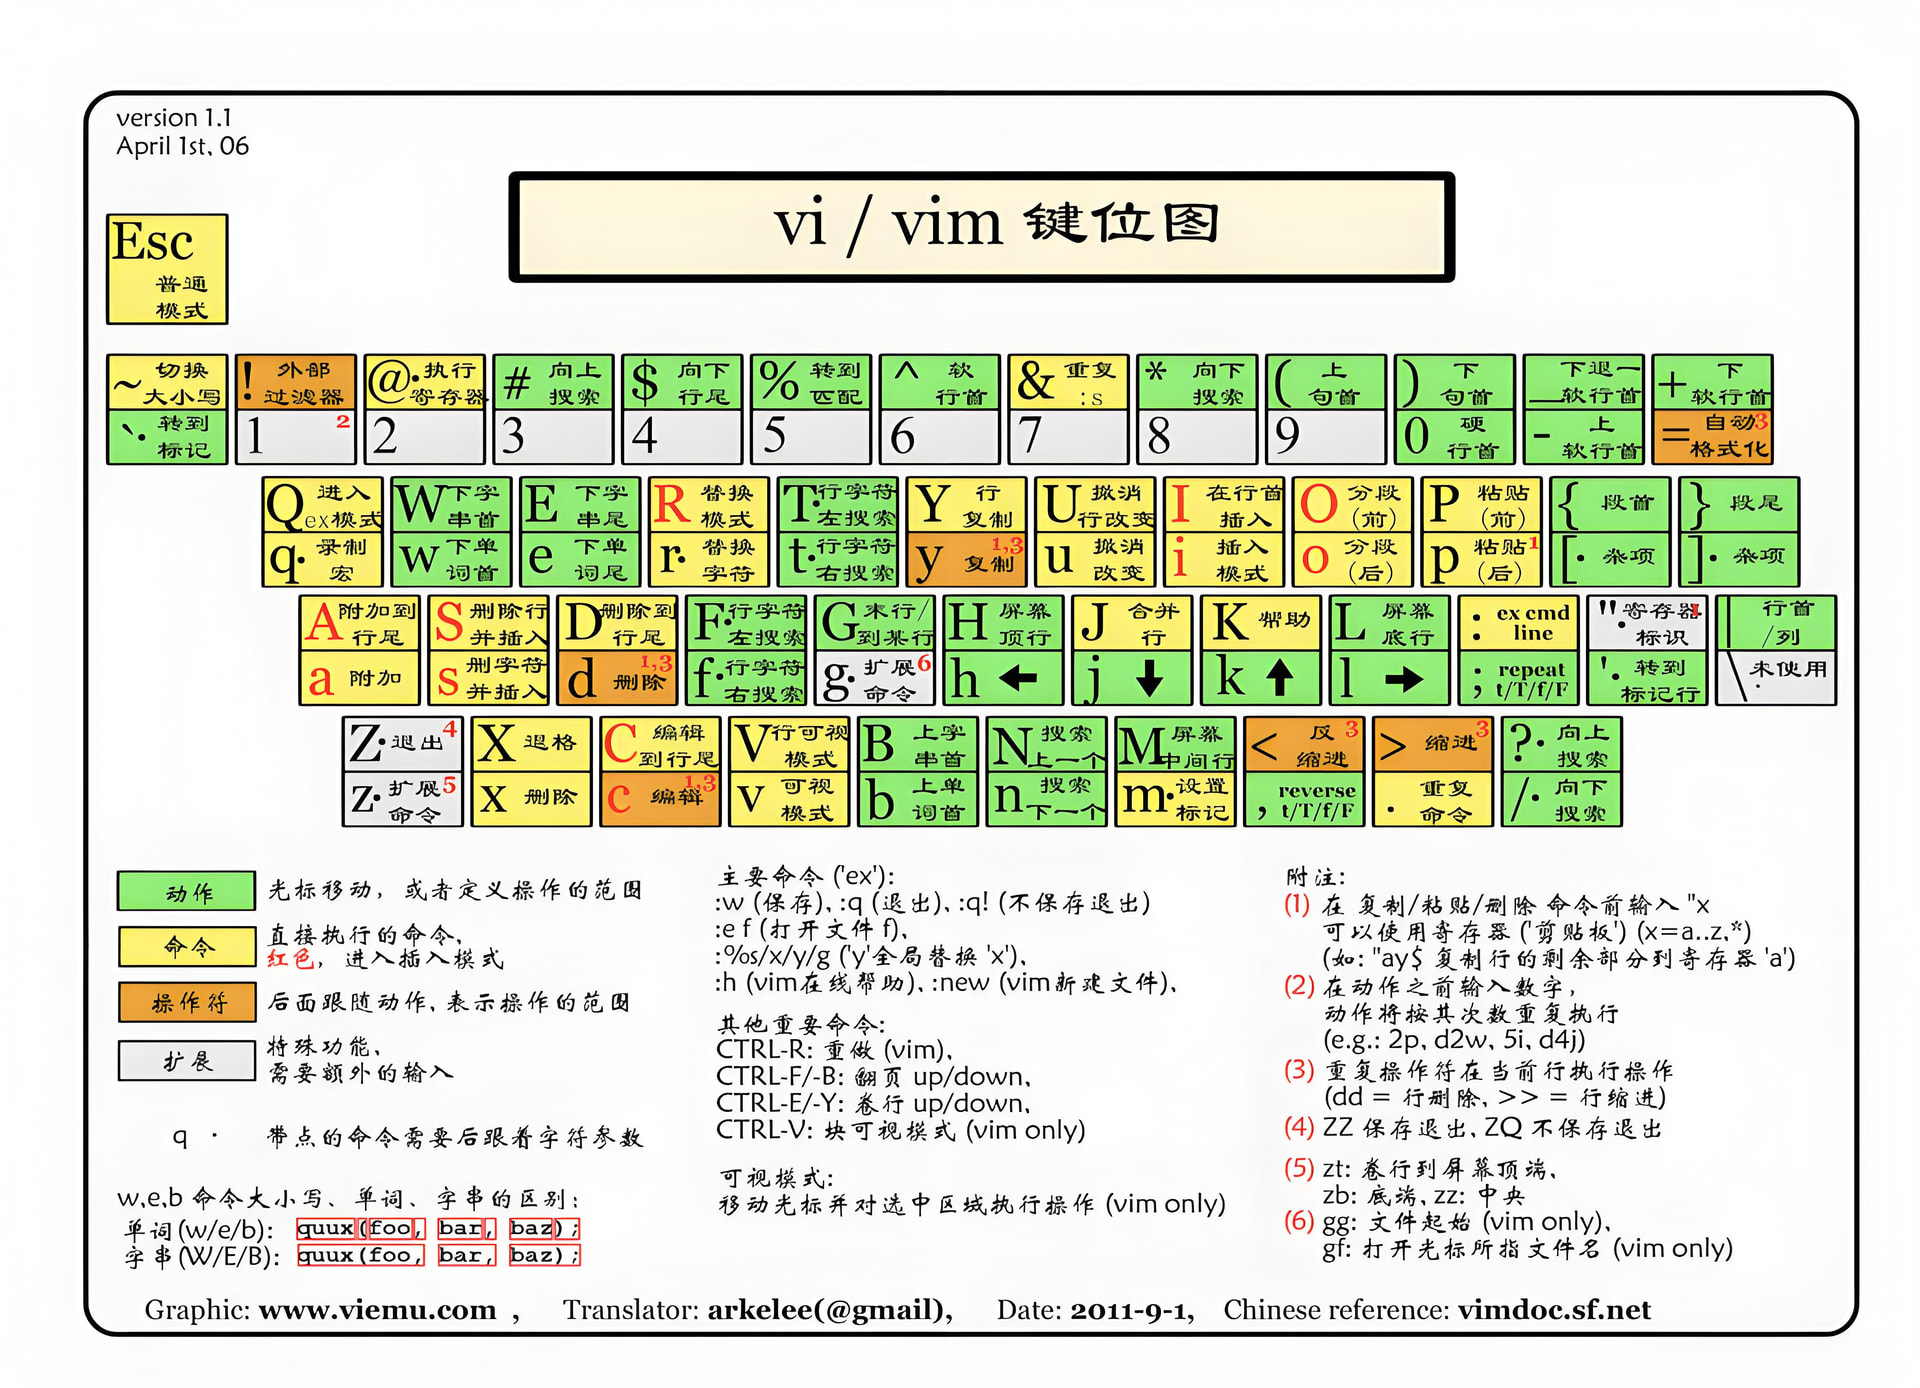 version 1.1
April 1st, 06
vi / vim 键位图
Esc 普通模式
~ 切换大小写
! 外部过滤器
@· 执行寄存器
# 向上搜索
$ 向下行尾
% 转到匹配
^ 软行首
& 重复 :s
* 向下搜索
( 上句首
) 下句首
_ 下退一软行首
+ 下软行首
`· 转到标记
1 2
2
3
4
5
6
7
8
9
0 硬行首
- 上软行首
= 自动格式化 3
Q 进入ex模式
W 下字串首
E 下字串尾
R 替换模式
T· 行字符左搜索
Y 行复制
U 撤消行改变
I 在行首插入
O 分段(前)
P 粘贴(前)
{ 段首
} 段尾
q· 录制宏
w 下单词首
e 下单词尾
r· 替换字符
t· 行字符右搜索
y 复制 1,3
u 撤消改变
i 插入模式
o 分段(后)
p 粘贴(后) 1
[· 杂项
]· 杂项
A 附加到行尾
S 删除行并插入
D 删除到行尾
F· 行字符左搜索
G 末行/到某行
H 屏幕顶行
J 合并行
K 帮助
L 屏幕底行
: ex cmd line
"· 寄存器标识 1
| 行首/列
a 附加
s 删字符并插入
d 删除 1,3
f· 行字符右搜索
g· 扩展命令 6
h ←
j ↓
k ↑
l →
; repeat t/T/f/F
'· 转到标记行
\· 未使用
Z· 退出 4
X 退格
C 编辑到行尾
V 行可视模式
B 上字串首
N 搜索上一个
M 屏幕中间行
< 反缩进 3
> 缩进 3
?· 向上搜索
z· 扩展命令 5
x 删除
c 编辑 1,3
v 可视模式
b 上单词首
n 搜索下一个
m· 设置标记
, reverse t/T/f/F
. 重复命令
/· 向下搜索
动作 光标移动, 或者定义操作的范围
命令 直接执行的命令,
红色, 进入插入模式
操作符 后面跟随动作, 表示操作的范围
扩展 特殊功能,
需要额外的输入
q · 带点的命令需要后跟着字符参数
w,e,b 命令大小写、单词、字串的区别:
单词(w/e/b): quux(foo, bar, baz);
字串(W/E/B): quux(foo, bar, baz);
主要命令 ('ex'):
:w (保存), :q (退出), :q! (不保存退出)
:e f (打开文件 f),
:%s/x/y/g ('y'全局替换 'x'),
:h (vim在线帮助), :new (vim新建文件),
其他重要命令:
CTRL-R: 重做 (vim),
CTRL-F/-B: 翻页 up/down,
CTRL-E/-Y: 卷行 up/down,
CTRL-V: 块可视模式 (vim only)
可视模式:
移动光标并对选中区域执行操作 (vim only)
附注:
(1) 在 复制/粘贴/删除 命令前输入 "x
可以使用寄存器 ('剪贴板') (x=a..z,*)
(如: "ay$ 复制行的剩余部分到寄存器 'a')
(2) 在动作之前输入数字,
动作将按其次数重复执行
(e.g.: 2p, d2w, 5i, d4j)
(3) 重复操作符在当前行执行操作
(dd = 行删除, >> = 行缩进)
(4) ZZ 保存退出, ZQ 不保存退出
(5) zt: 卷行到屏幕顶端,
zb: 底端, zz: 中央
(6) gg: 文件起始 (vim only),
gf: 打开光标所指文件名 (vim only)
Graphic: www.viemu.com , Translator: arkelee(@gmail), Date: 2011-9-1, Chinese reference: vimdoc.sf.net